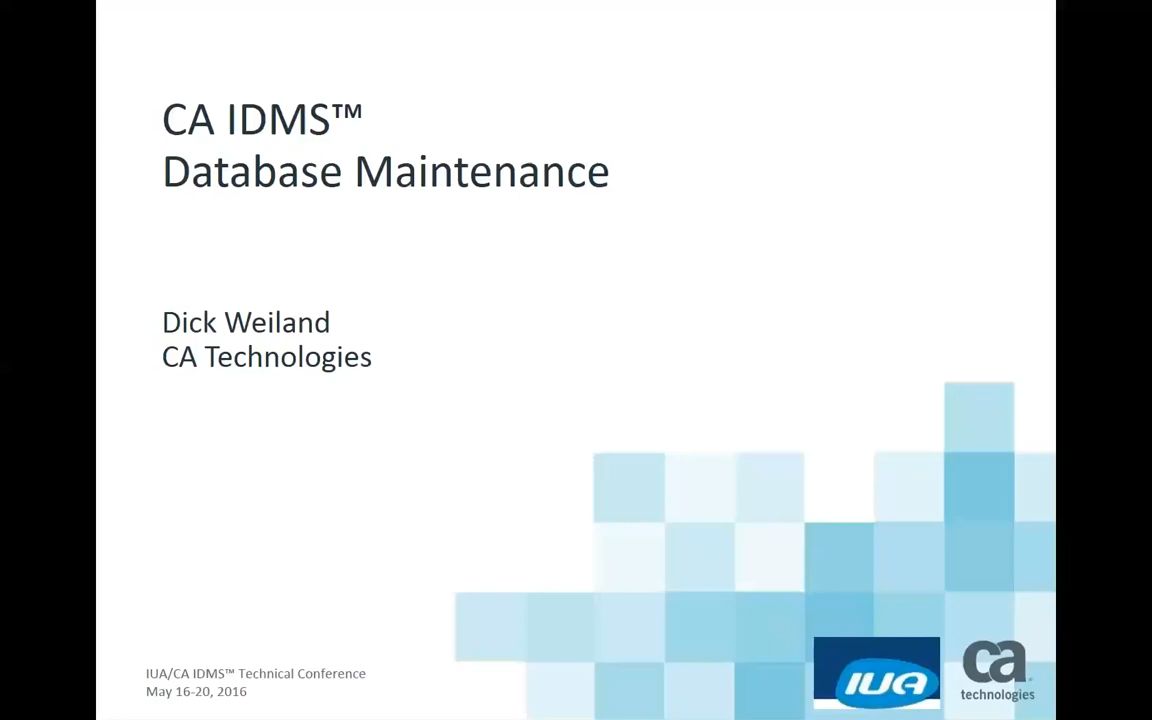 CA IDMS™
Database Maintenance
Dick Weiland
CA Technologies
IUA/CA IDMS™ Technical Conference
May 16-20, 2016
IUA
ca
technologies